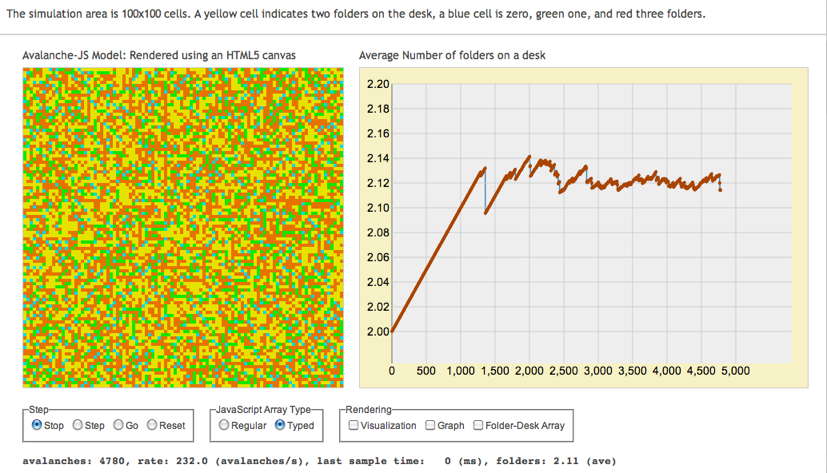 The simulation area is 100x100 cells. A yellow cell indicates two folders on the desk, a blue cell is zero, green one, and red three folders.
Avalanche-JS Model: Rendered using an HTML5 canvas
Average Number of folders on a desk
2.20
2.18
2.16
2.14
2.12
2.10
2.08
2.06
2.04
2.02
2.00
0 500 1,000 1,500 2,000 2,500 3,000 3,500 4,000 4,500 5,000
Step
Stop Step Go Reset
JavaScript Array Type
Regular Typed
Rendering
Visualization Graph Folder-Desk Array
avalanches: 4780, rate: 232.0 (avalanches/s), last sample time: 0 (ms), folders: 2.11 (ave)